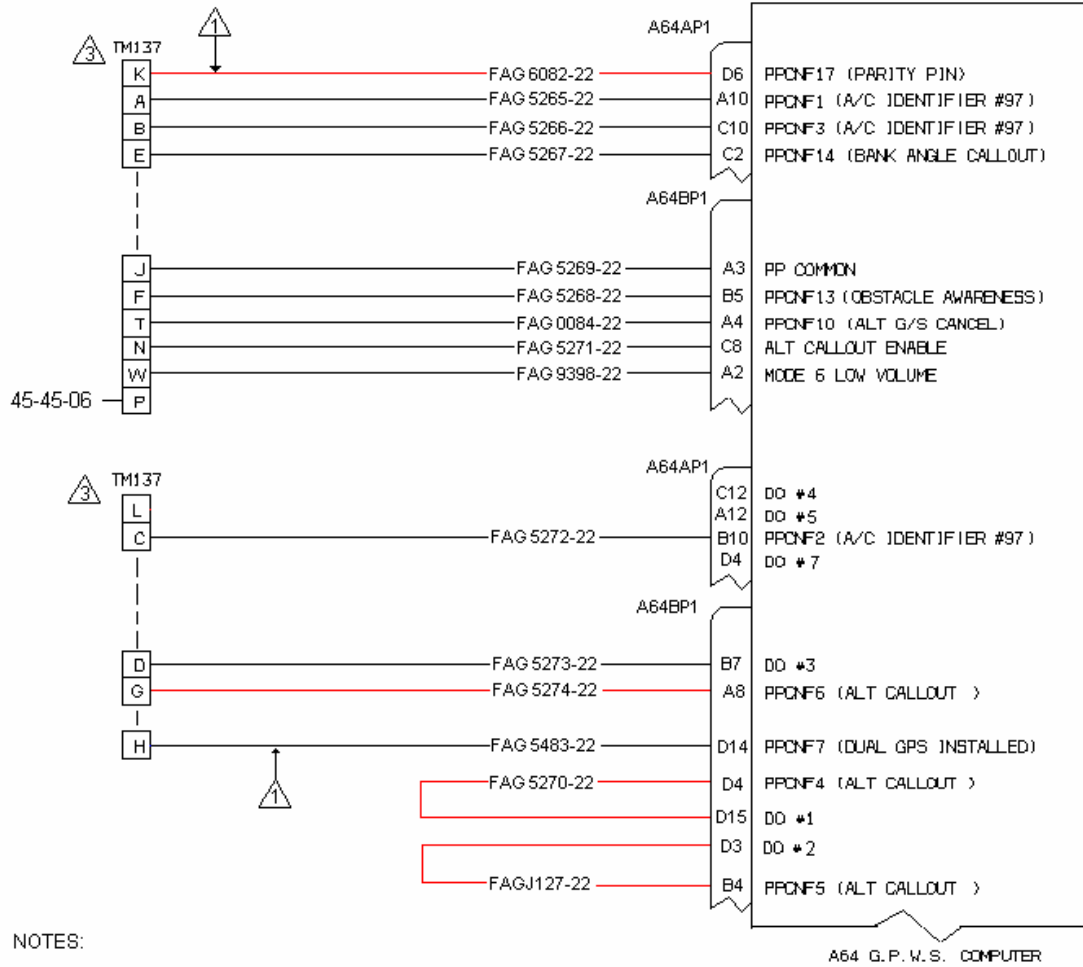 A64AP1
1
3 TM137
K FAG 6082-22 D6 PPCNF17 (PARITY PIN)
A FAG 5265-22 A10 PPCNF1 (A/C IDENTIFIER #97)
B FAG 5266-22 C10 PPCNF3 (A/C IDENTIFIER #97)
E FAG 5267-22 C2 PPCNF14 (BANK ANGLE CALLOUT)
A64BP1
J FAG 5269-22 A3 PP COMMON
F FAG 5268-22 B5 PPCNF13 (OBSTACLE AWARENESS)
T FAG 0084-22 A4 PPCNF10 (ALT G/S CANCEL)
N FAG 5271-22 C8 ALT CALLOUT ENABLE
W FAG 9398-22 A2 MODE 6 LOW VOLUME
45-45-06 P
A64AP1
3 TM137
L C12 DO #4
A12 DO #5
C FAG 5272-22 B10 PPCNF2 (A/C IDENTIFIER #97)
D4 DO #7
A64BP1
D FAG 5273-22 B7 DO #3
G FAG 5274-22 A8 PPCNF6 (ALT CALLOUT )
H FAG 5483-22 D14 PPCNF7 (DUAL GPS INSTALLED)
1
FAG 5270-22 D4 PPCNF4 (ALT CALLOUT )
D15 DO #1
D3 DO #2
FAGJ127-22 B4 PPCNF5 (ALT CALLOUT )
NOTES:
A64 G.P.W.S. COMPUTER